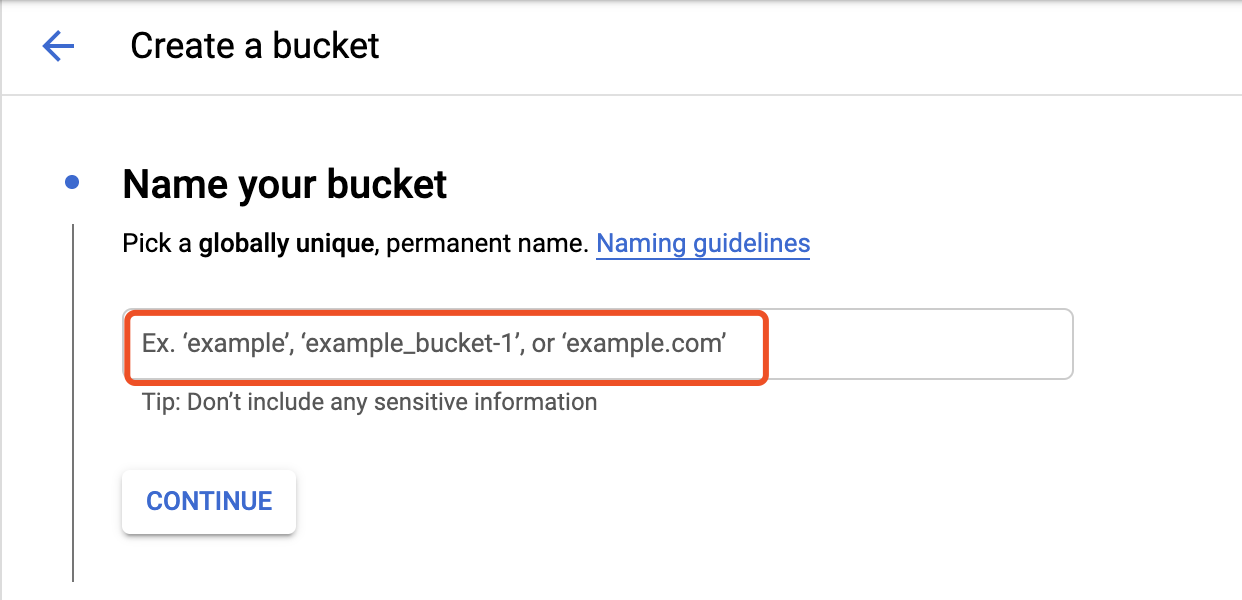 Create a bucket
Name your bucket
Pick a globally unique, permanent name. Naming guidelines
Ex. ‘example’, ‘example_bucket-1’, or ‘example.com’
Tip: Don’t include any sensitive information
CONTINUE